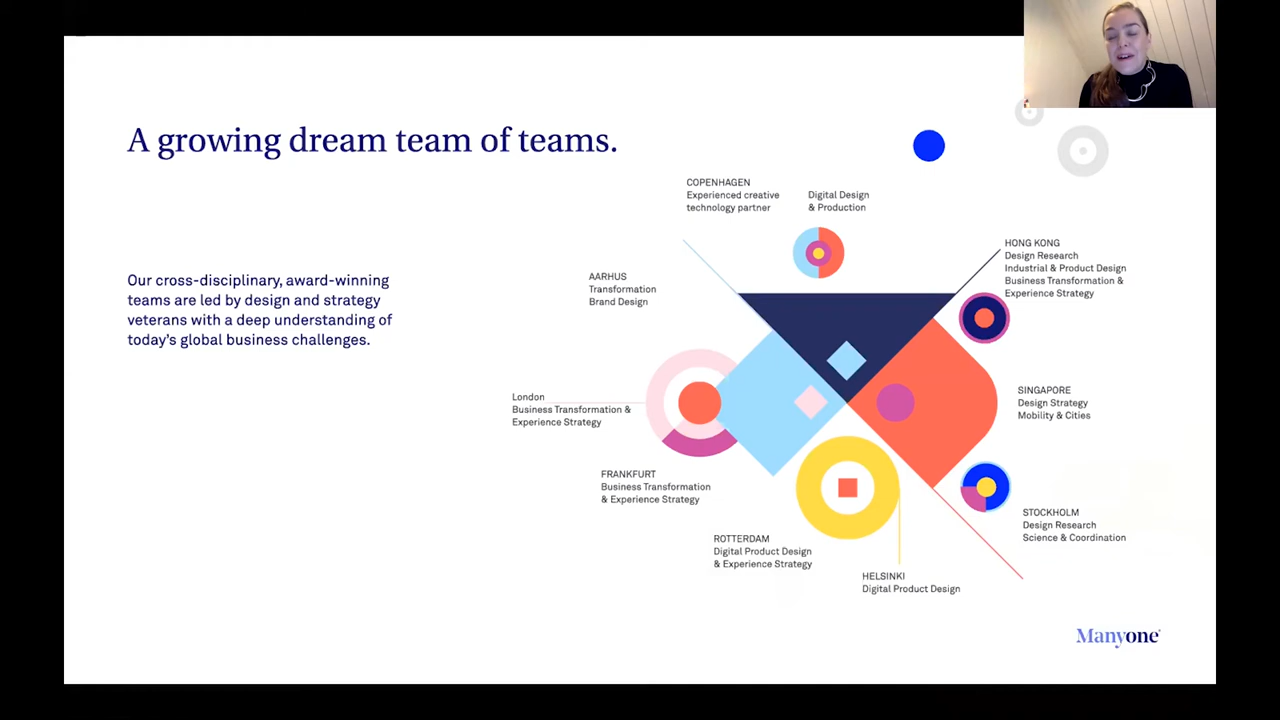 A growing dream team of teams.
Our cross-disciplinary, award-winning
teams are led by design and strategy
veterans with a deep understanding of
today's global business challenges.
COPENHAGEN
Experienced creative
technology partner
Digital Design
& Production
HONG KONG
Design Research
Industrial & Product Design
Business Transformation &
Experience Strategy
AARHUS
Transformation
Brand Design
London
Business Transformation &
Experience Strategy
SINGAPORE
Design Strategy
Mobility & Cities
FRANKFURT
Business Transformation
& Experience Strategy
STOCKHOLM
Design Research
Science & Coordination
ROTTERDAM
Digital Product Design
& Experience Strategy
HELSINKI
Digital Product Design
Manyone